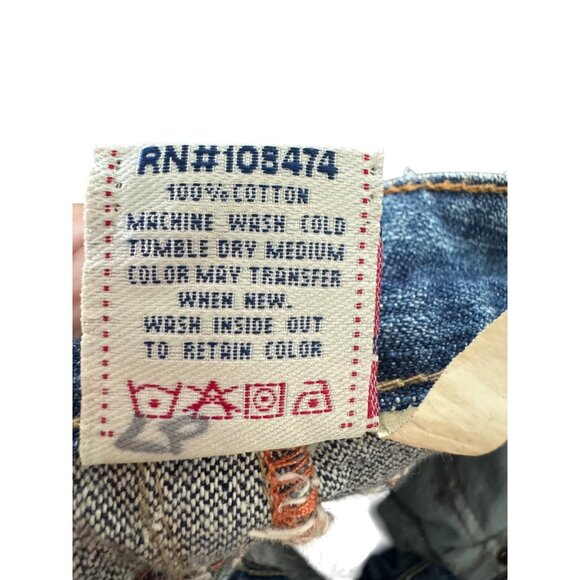 RN#108474
100% COTTON
MACHINE WASH COLD
TUMBLE DRY MEDIUM
COLOR MAY TRANSFER
WHEN NEW.
WASH INSIDE OUT
TO RETAIN COLOR